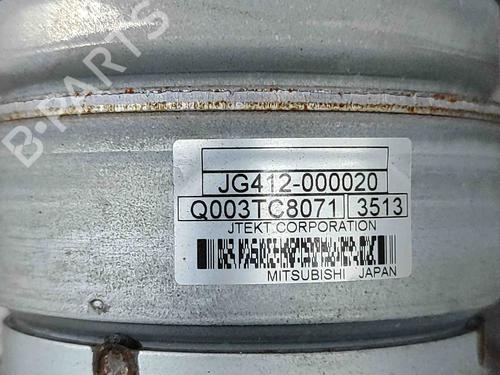 B-PARTS
JG412-000020
Q003TC8071 3513
JTEKT CORPORATION
MITSUBISHI JAPAN